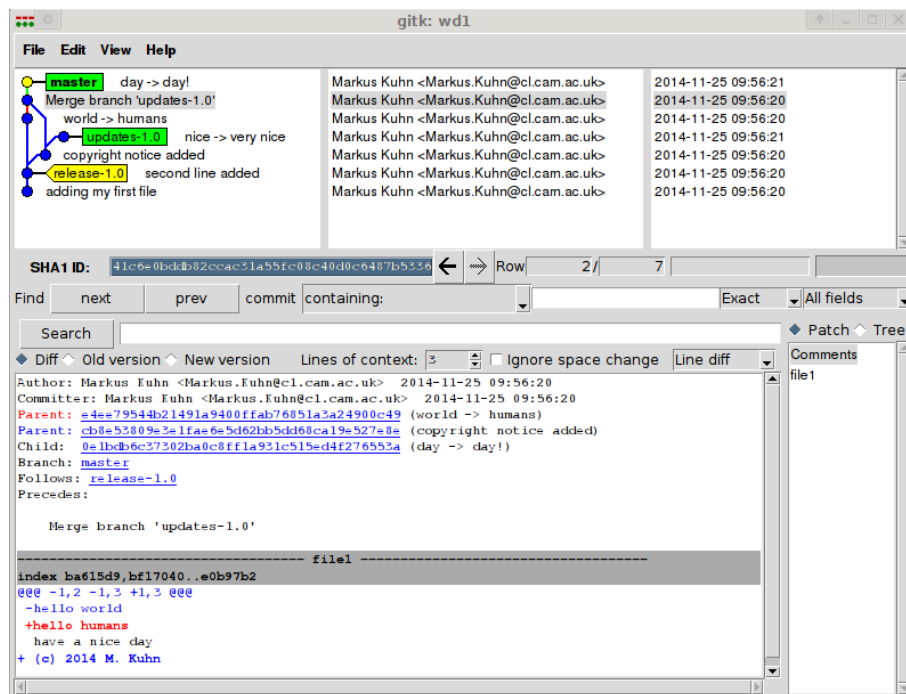 gitk: wd1
File Edit View Help
master day -> day! Markus Kuhn <Markus.Kuhn@cl.cam.ac.uk> 2014-11-25 09:56:21
Merge branch 'updates-1.0' Markus Kuhn <Markus.Kuhn@cl.cam.ac.uk> 2014-11-25 09:56:20
world -> humans Markus Kuhn <Markus.Kuhn@cl.cam.ac.uk> 2014-11-25 09:56:20
updates-1.0 nice -> very nice Markus Kuhn <Markus.Kuhn@cl.cam.ac.uk> 2014-11-25 09:56:21
copyright notice added Markus Kuhn <Markus.Kuhn@cl.cam.ac.uk> 2014-11-25 09:56:20
release-1.0 second line added Markus Kuhn <Markus.Kuhn@cl.cam.ac.uk> 2014-11-25 09:56:20
adding my first file Markus Kuhn <Markus.Kuhn@cl.cam.ac.uk> 2014-11-25 09:56:20
SHA1 ID: 41c6e0bddb82ccac31a55fc08c40d0c6487b5336 Row 2 / 7
Find next prev commit containing: Exact All fields
Search
Patch Tree
Diff Old version New version Lines of context: 3 Ignore space change Line diff
Comments
file1
Author: Markus Kuhn <Markus.Kuhn@cl.cam.ac.uk> 2014-11-25 09:56:20
Committer: Markus Kuhn <Markus.Kuhn@cl.cam.ac.uk> 2014-11-25 09:56:20
Parent: e4ee79544b21491a9400ffab76851a3a24900c49 (world -> humans)
Parent: cb8e53809e3e1fae6e5d62bb5dd68ca19e527e8e (copyright notice added)
Child: 0e1bdb6c37302ba0c8ff1a931c515ed4f276553a (day -> day!)
Branch: master
Follows: release-1.0
Precedes:
Merge branch 'updates-1.0'
------------------------------------ file1 ------------------------------------
index ba615d9,bf17040..e0b97b2
@@@ -1,2 -1,3 +1,3 @@@
-hello world
+hello humans
have a nice day
+ (c) 2014 M. Kuhn